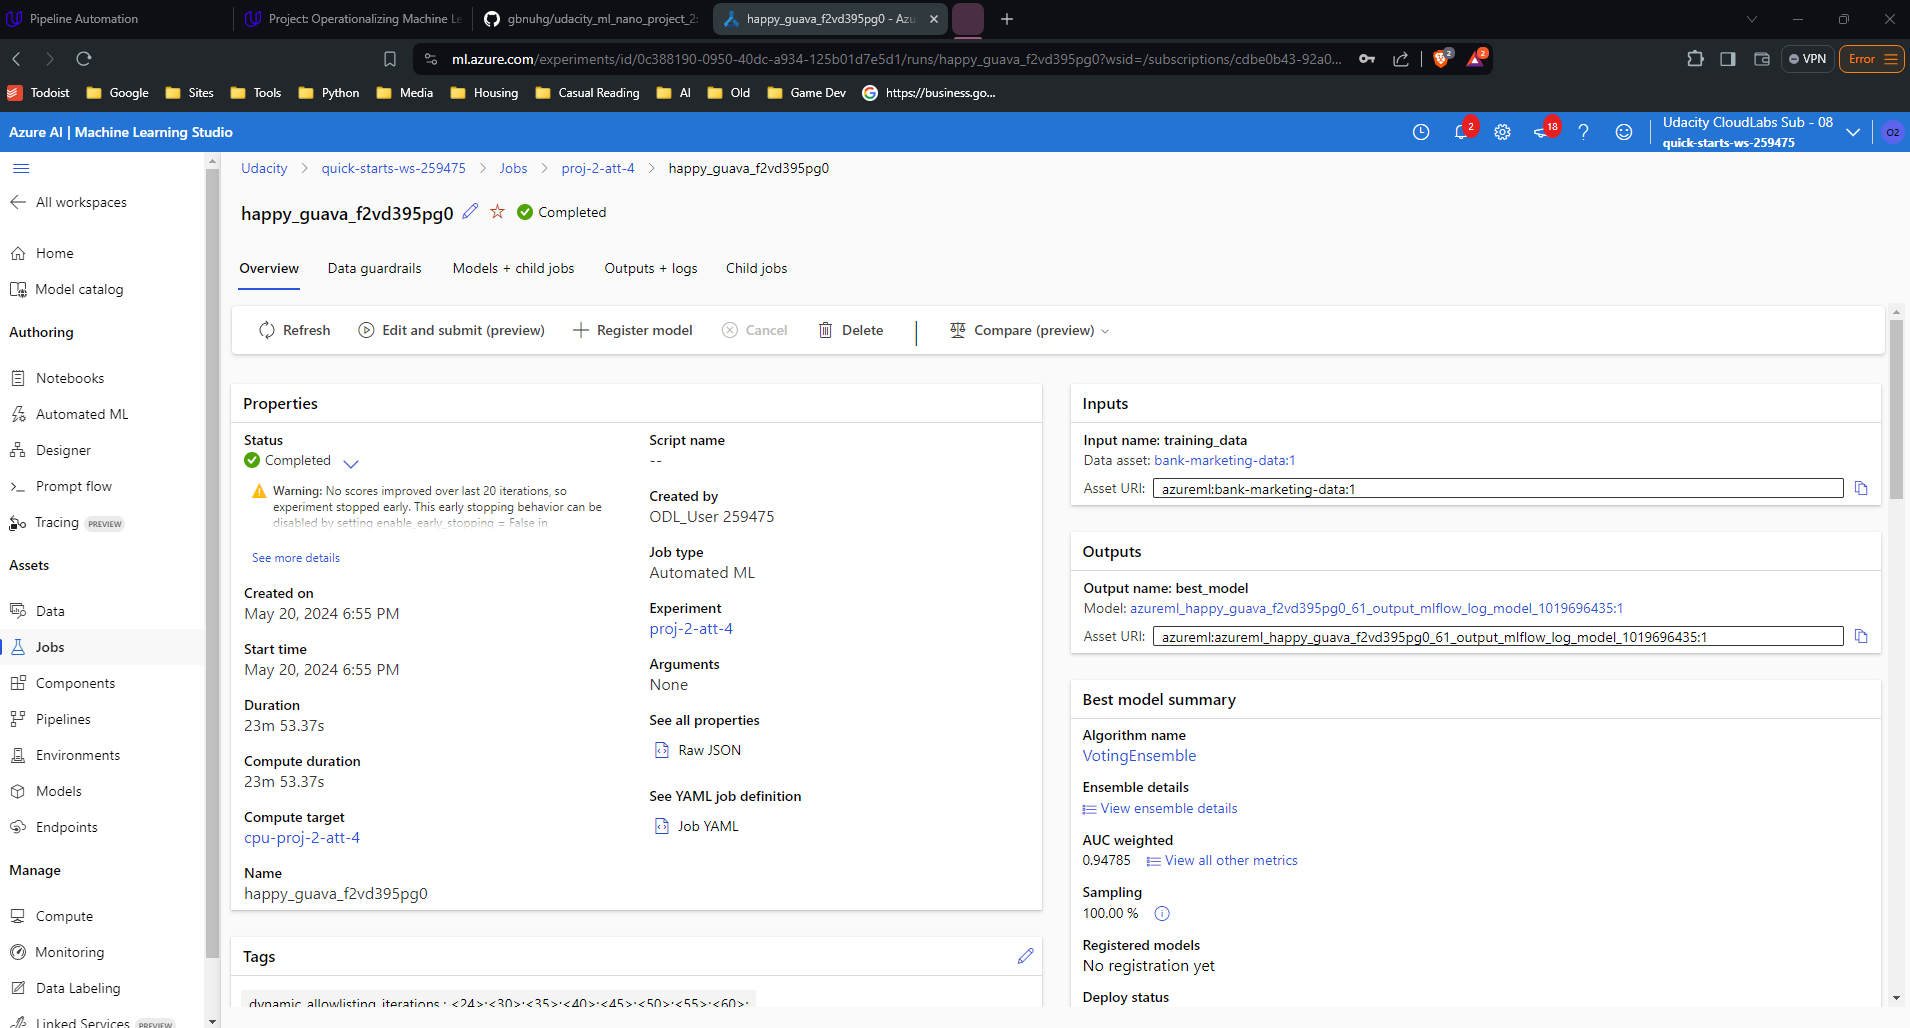 Pipeline Automation
Project: Operationalizing Machine Le
gbnuhg/udacity_ml_nano_project_2
happy_guava_f2vd395pg0 - Azu
ml.azure.com/experiments/id/0c388190-0950-40dc-a934-125b01d7e5d1/runs/happy_guava_f2vd395pg0?wsid=/subscriptions/cdbe0b43-92a0...
2
2
VPN
Error
Todoist
Google
Sites
Tools
Python
Media
Housing
Casual Reading
AI
Old
Game Dev
https://business.go...
Azure AI | Machine Learning Studio
2
18
Udacity CloudLabs Sub - 08
quick-starts-ws-259475
O2
All workspaces
Home
Model catalog
Authoring
Notebooks
Automated ML
Designer
Prompt flow
Tracing PREVIEW
Assets
Data
Jobs
Components
Pipelines
Environments
Models
Endpoints
Manage
Compute
Monitoring
Data Labeling
Linked Services PREVIEW
Udacity > quick-starts-ws-259475 > Jobs > proj-2-att-4 > happy_guava_f2vd395pg0
happy_guava_f2vd395pg0 Completed
Overview
Data guardrails
Models + child jobs
Outputs + logs
Child jobs
Refresh
Edit and submit (preview)
Register model
Cancel
Delete
Compare (preview)
Properties
Status
Completed
Warning: No scores improved over last 20 iterations, so
experiment stopped early. This early stopping behavior can be
disabled by setting enable_early_stopping = False in
See more details
Created on
May 20, 2024 6:55 PM
Start time
May 20, 2024 6:55 PM
Duration
23m 53.37s
Compute duration
23m 53.37s
Compute target
cpu-proj-2-att-4
Name
happy_guava_f2vd395pg0
Script name
--
Created by
ODL_User 259475
Job type
Automated ML
Experiment
proj-2-att-4
Arguments
None
See all properties
Raw JSON
See YAML job definition
Job YAML
Tags
dynamic_allowlisting_iterations : <24>;<30>;<35>;<40>;<45>;<50>;<55>;<60>;
Inputs
Input name: training_data
Data asset: bank-marketing-data:1
Asset URI: azureml:bank-marketing-data:1
Outputs
Output name: best_model
Model: azureml_happy_guava_f2vd395pg0_61_output_mlflow_log_model_1019696435:1
Asset URI: azureml:azureml_happy_guava_f2vd395pg0_61_output_mlflow_log_model_1019696435:1
Best model summary
Algorithm name
VotingEnsemble
Ensemble details
View ensemble details
AUC weighted
0.94785 View all other metrics
Sampling
100.00 %
Registered models
No registration yet
Deploy status